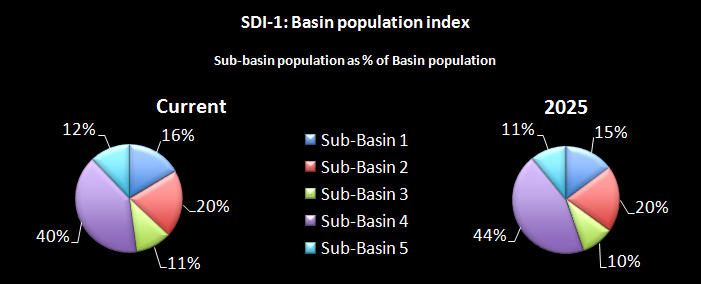 SDI-1: Basin population index
Sub-basin population as % of Basin population
Current
2025
12%
16%
20%
11%
40%
Sub-Basin 1
Sub-Basin 2
Sub-Basin 3
Sub-Basin 4
Sub-Basin 5
11%
15%
20%
10%
44%